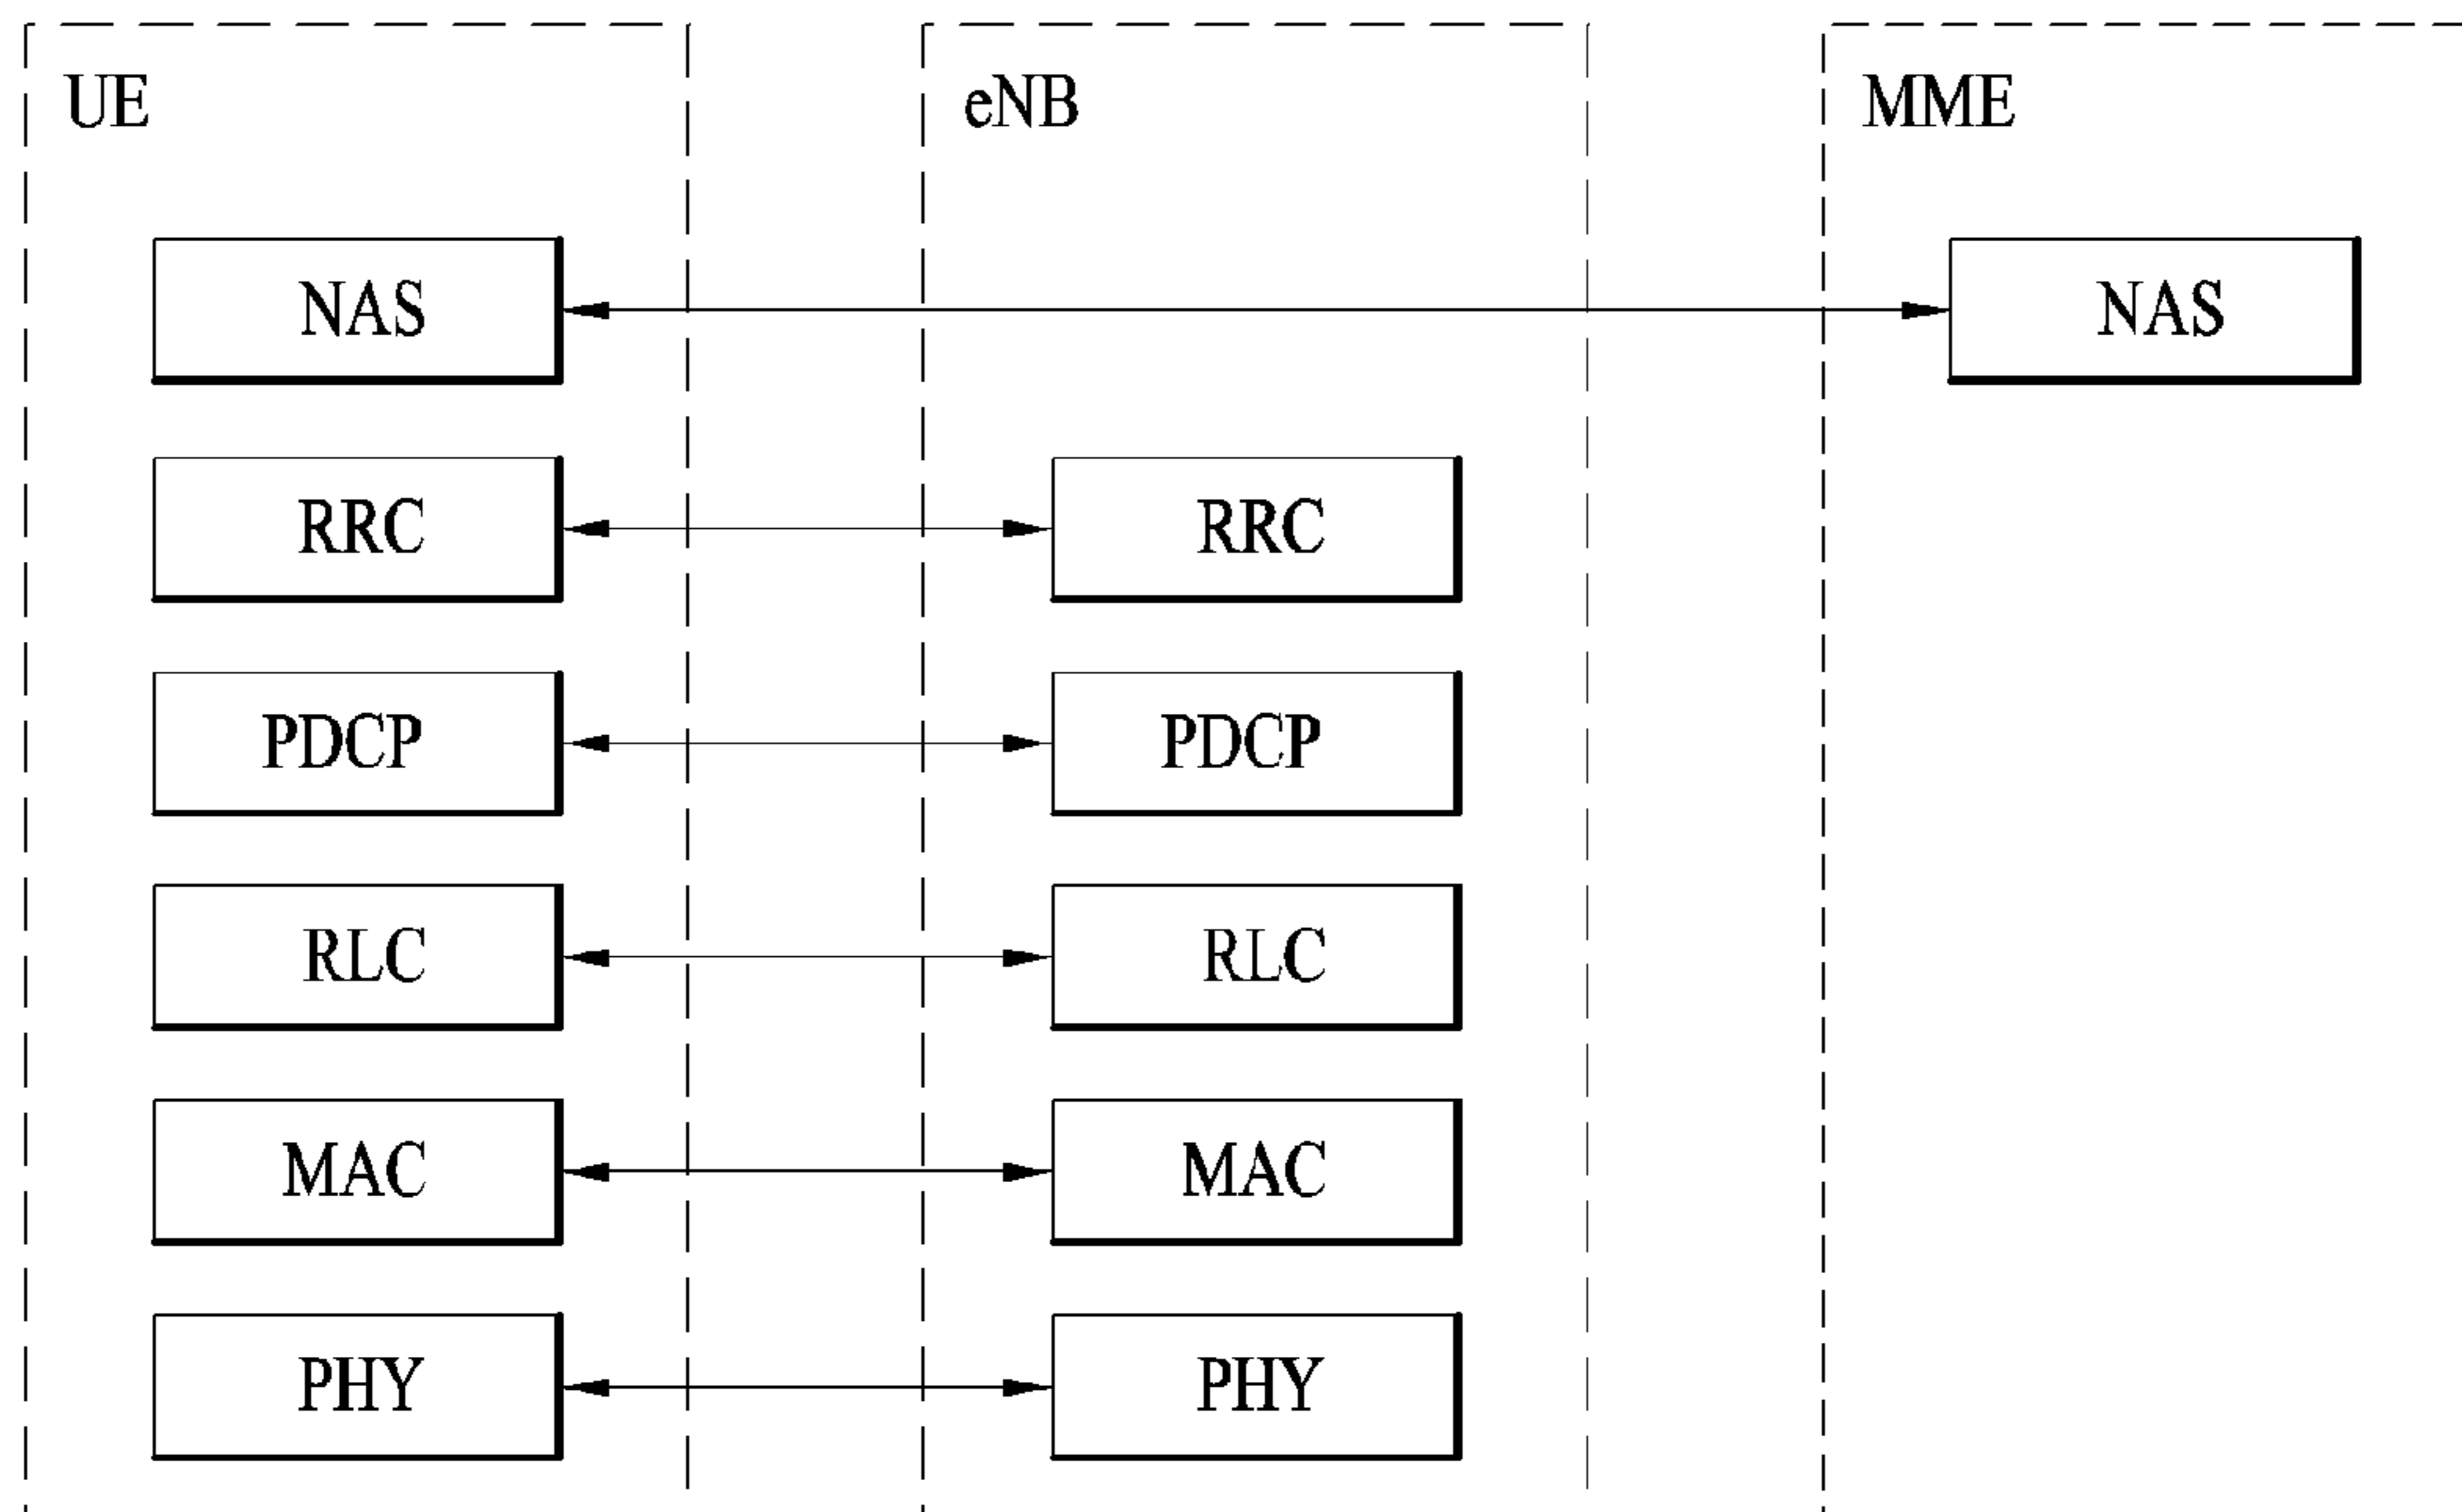 UE eNB MME
NAS NAS
RRC RRC
PDCP PDCP
RLC RLC
MAC MAC
PHY PHY